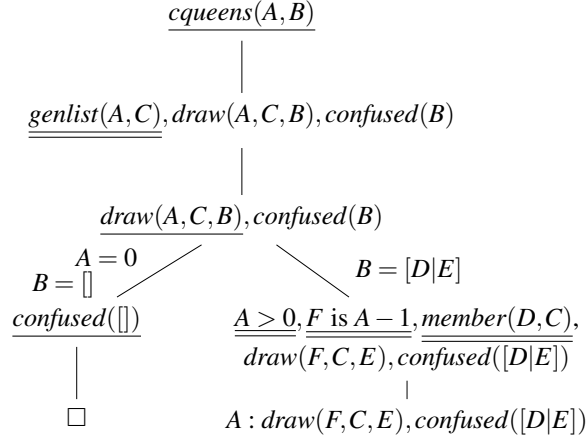 cqueens(A,B)
genlist(A,C),draw(A,C,B),confused(B)
draw(A,C,B),confused(B)
A = 0
B = []
B = [D|E]
confused([])
A > 0,F is A − 1,member(D,C),
draw(F,C,E),confused([D|E])
□
A : draw(F,C,E),confused([D|E])